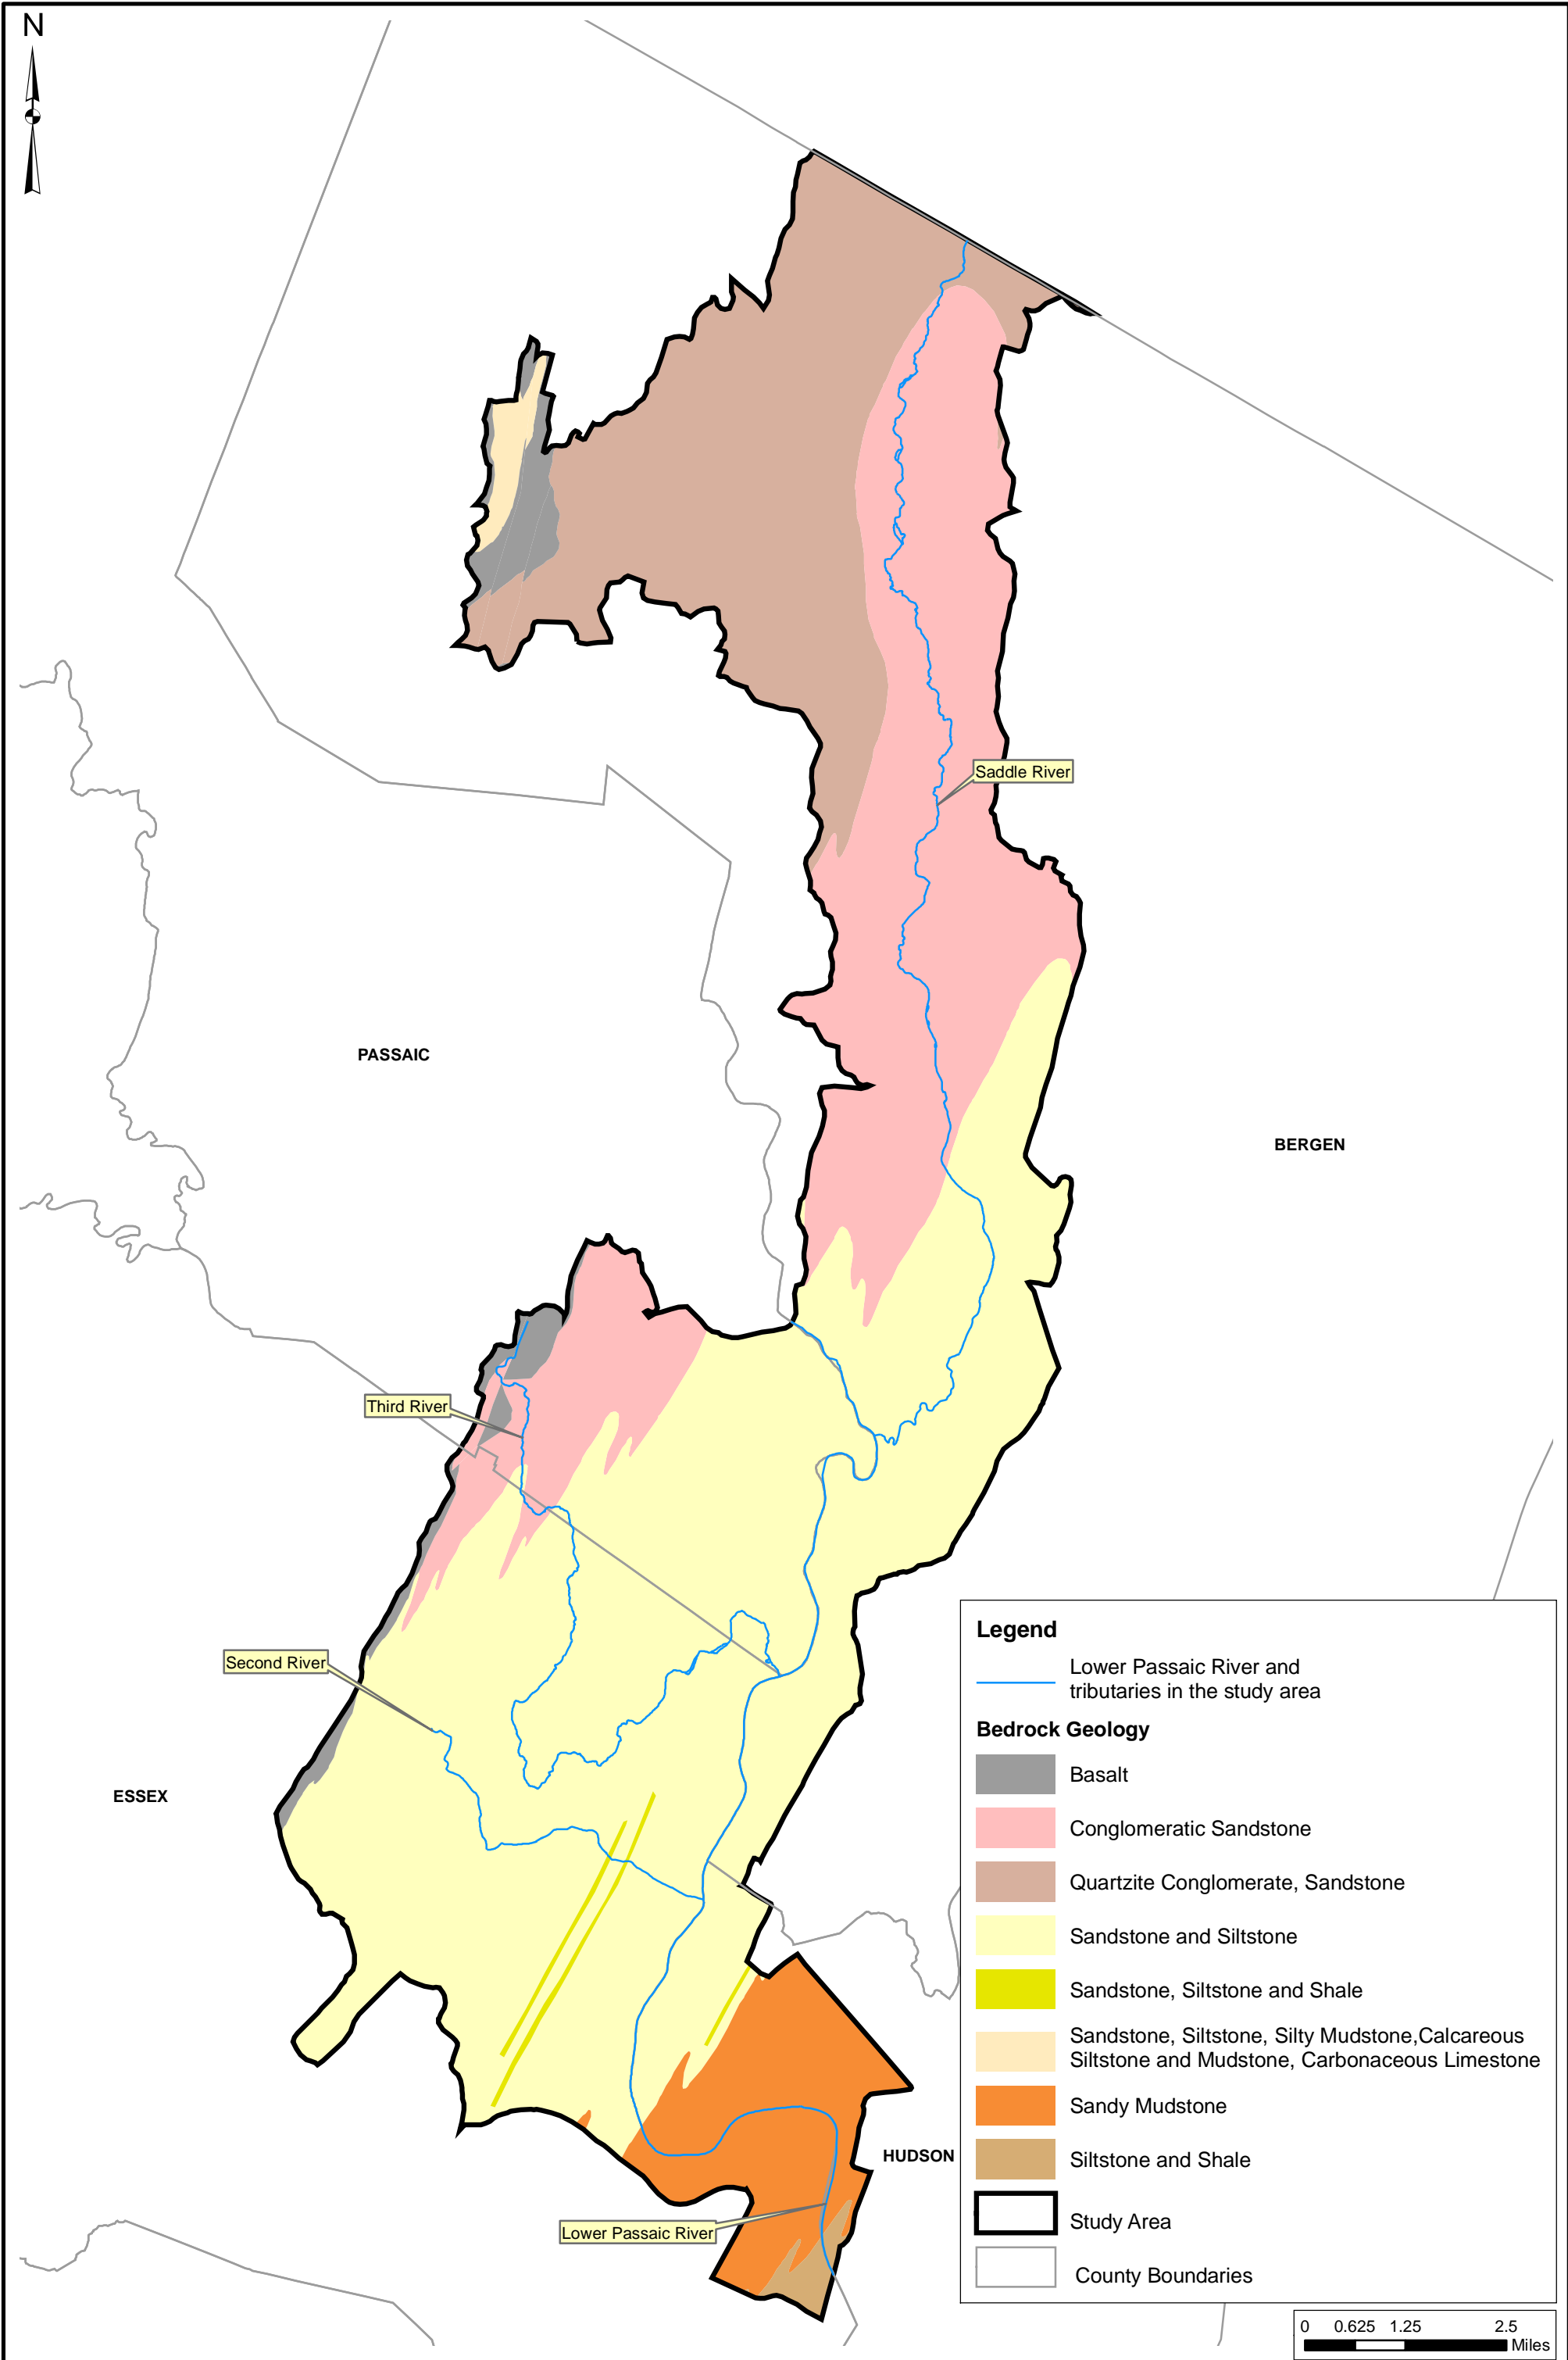 N
Saddle River
PASSAIC
BERGEN
Third River
Second River
ESSEX
HUDSON
Lower Passaic River
Legend
Lower Passaic River and
tributaries in the study area
Bedrock Geology
Basalt
Conglomeratic Sandstone
Quartzite Conglomerate, Sandstone
Sandstone and Siltstone
Sandstone, Siltstone and Shale
Sandstone, Siltstone, Silty Mudstone,Calcareous
Siltstone and Mudstone, Carbonaceous Limestone
Sandy Mudstone
Siltstone and Shale
Study Area
County Boundaries
0 0.625 1.25 2.5
Miles